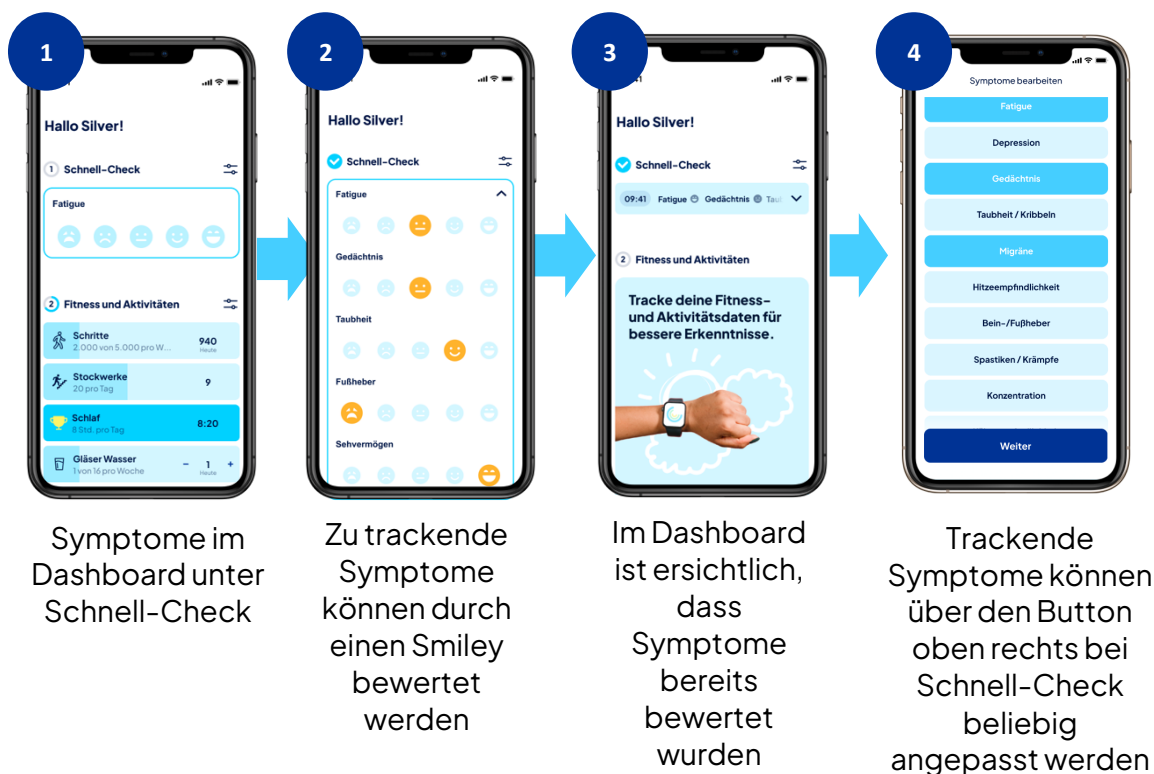 1
Hallo Silver!
1 Schnell-Check
Fatigue
2 Fitness und Aktivitäten
Schritte
2.000 von 5.000 pro W...
940
Heute
Stockwerke
20 pro Tag
9
Schlaf
8 Std. pro Tag
8:20
Gläser Wasser
1 von 16 pro Woche
- 1 +
Heute
Symptome im
Dashboard unter
Schnell-Check
2
Hallo Silver!
Schnell-Check
Fatigue
Gedächtnis
Taubheit
Fußheber
Sehvermögen
Zu trackende
Symptome
können durch
einen Smiley
bewertet
werden
3
Hallo Silver!
Schnell-Check
09:41 Fatigue Gedächtnis Tau
2 Fitness und Aktivitäten
Tracke deine Fitness-
und Aktivitätsdaten für
bessere Erkenntnisse.
Im Dashboard
ist ersichtlich,
dass
Symptome
bereits
bewertet
wurden
4
Symptome bearbeiten
Fatigue
Depression
Gedächtnis
Taubheit / Kribbeln
Migräne
Hitzeempfindlichkeit
Bein-/Fußheber
Spastiken / Krämpfe
Konzentration
Weiter
Trackende
Symptome können
über den Button
oben rechts bei
Schnell-Check
beliebig
angepasst werden